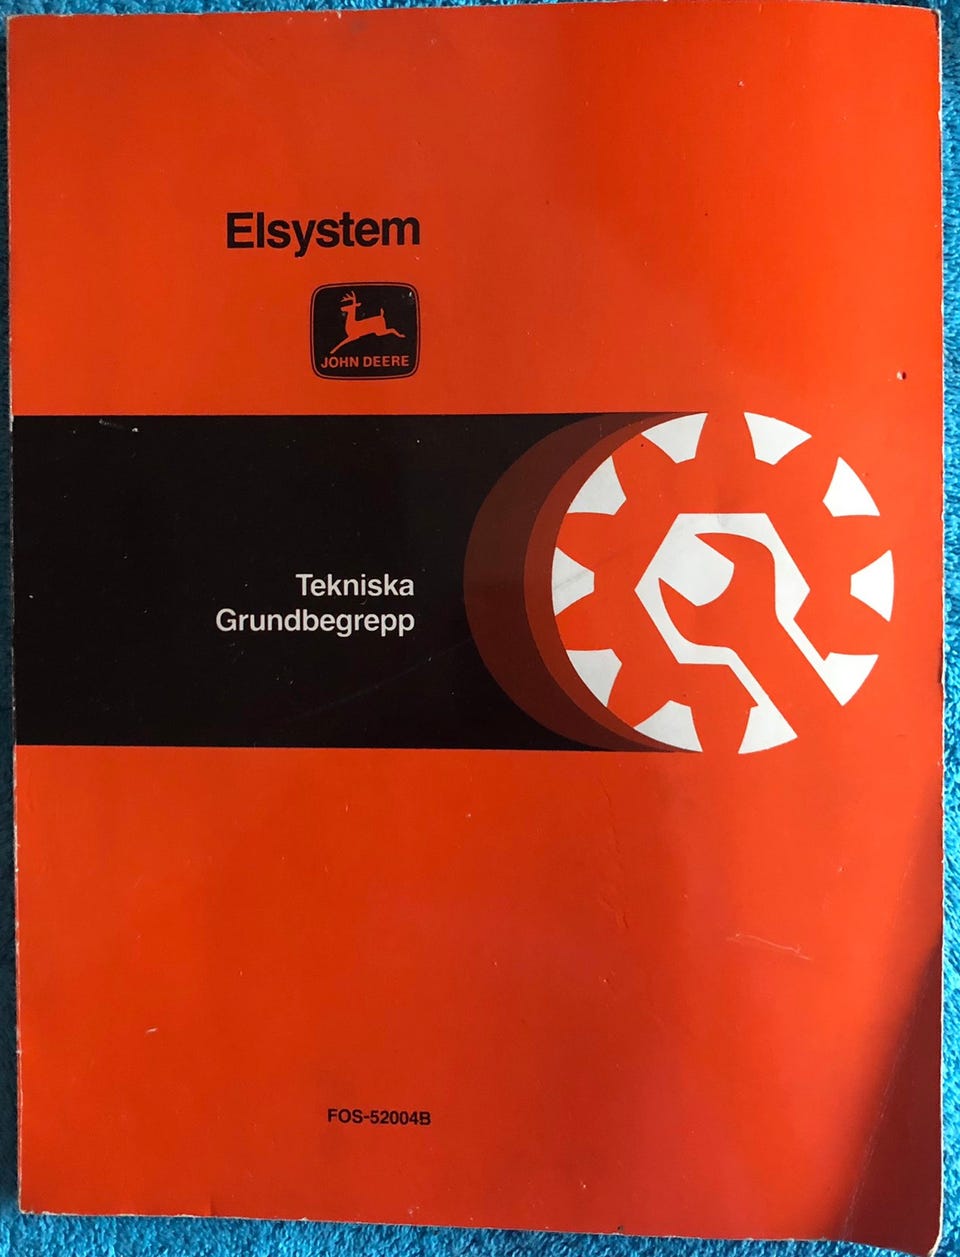 Elsystem
JOHN DEERE
Tekniska
Grundbegrepp
FOS-52004B